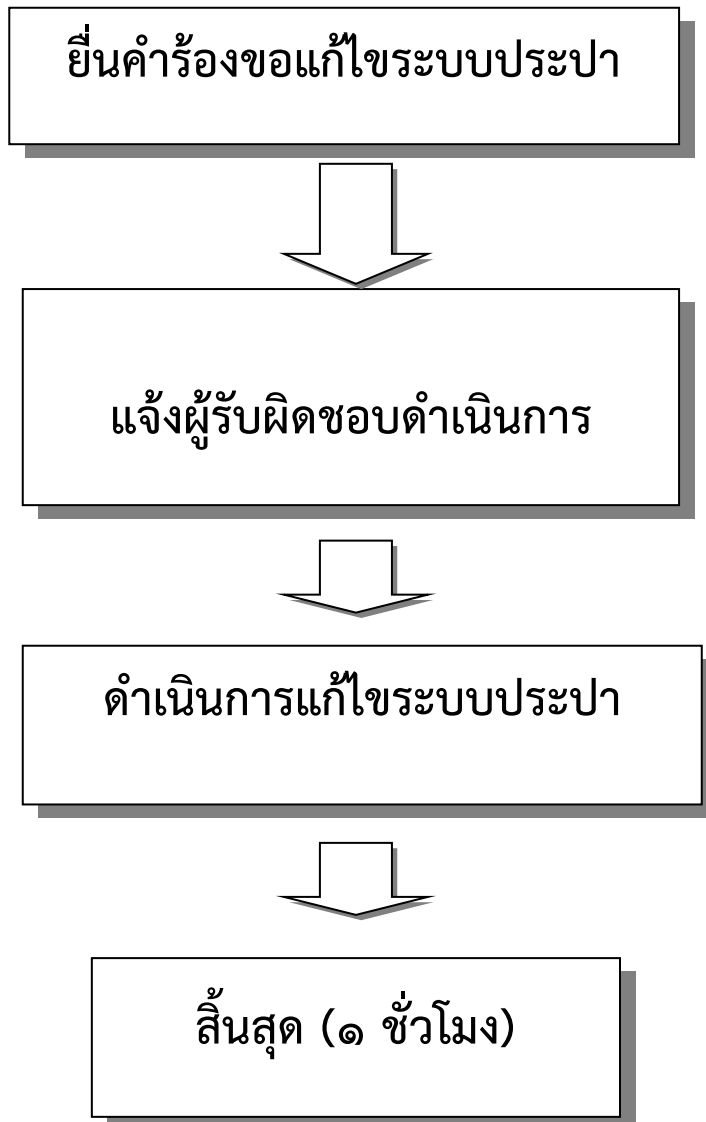 ยื่นคำร้องขอแก้ไขระบบประปา
แจ้งผู้รับผิดชอบดำเนินการ
ดำเนินการแก้ไขระบบประปา
สิ้นสุด (๑ ชั่วโมง)